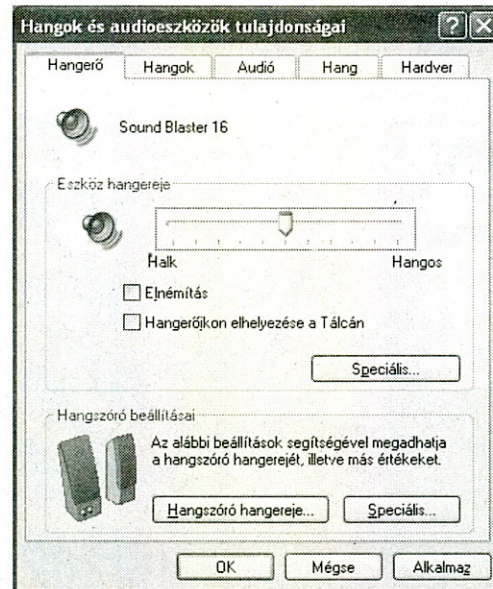 Hangok és audioeszközök tulajdonságai
Hangerő Hangok Audió Hang Hardver
Sound Blaster 16
Eszköz hangereje
Halk Hangos
Elnémítás
Hangerőikon elhelyezése a Tálcán
Speciális...
Hangszóró beállításai
Az alábbi beállítások segítségével megadhatja
a hangszóró hangerejét, illetve más értékeket.
Hangszóró hangereje... Speciális...
OK Mégse Alkalmaz